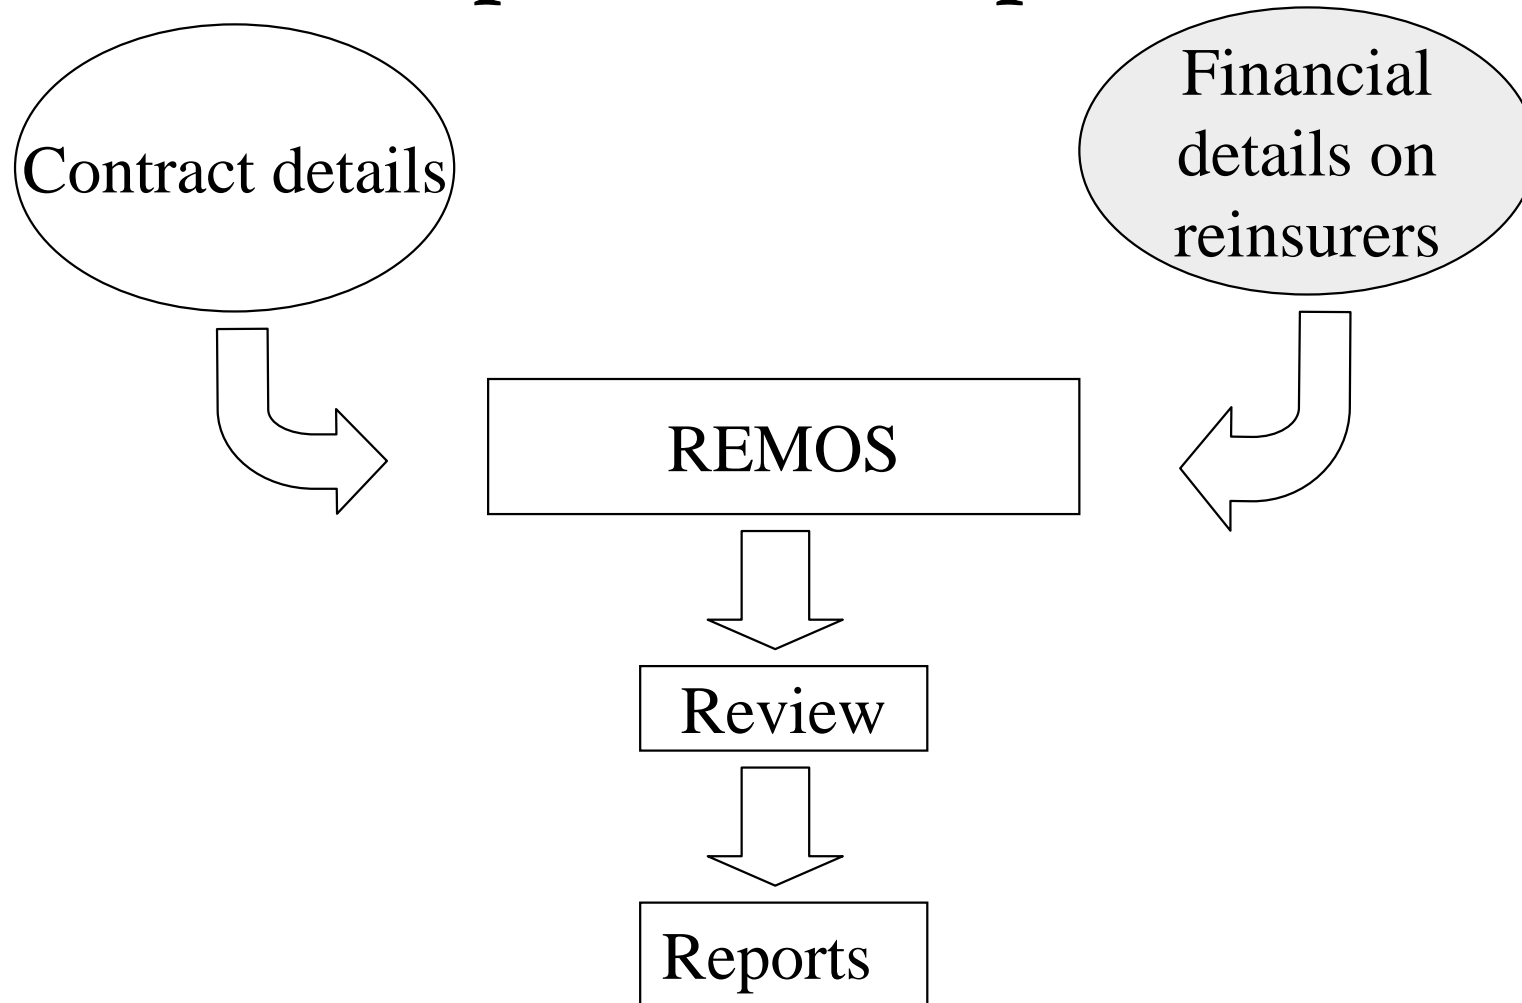 Contract details
Financial
details on
reinsurers
REMOS
Review
Reports